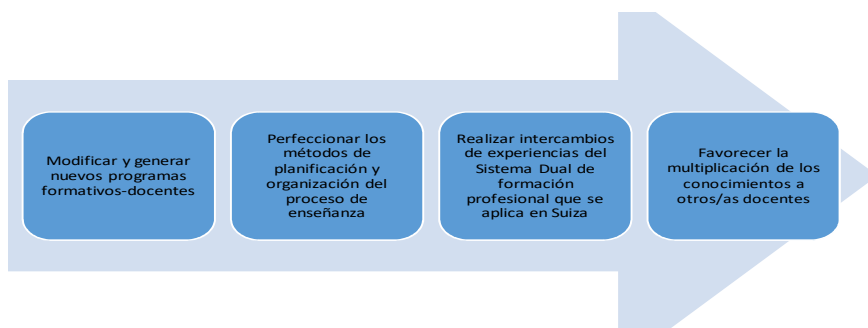 Modificar y generar
nuevos programas
formativos-docentes
Perfeccionar los
métodos de
planificación y
organización del
proceso de
enseñanza
Realizar intercambios
de experiencias del
Sistema Dual de
formación
profesional que se
aplica en Suiza
Favorecer la
multiplicación de los
conocimientos a
otros/as docentes